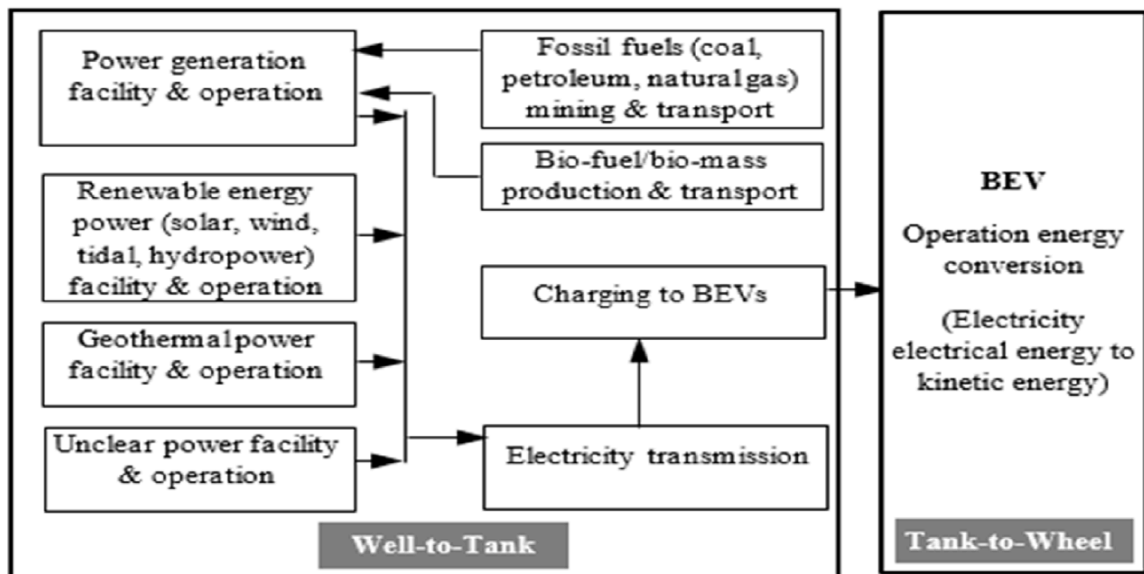 Power generation
facility & operation
Fossil fuels (coal,
petroleum, natural gas)
mining & transport
Bio-fuel/bio-mass
production & transport
Renewable energy
power (solar, wind,
tidal, hydropower)
facility & operation
Geothermal power
facility & operation
Unclear power facility
& operation
Charging to BEVs
Electricity transmission
Well-to-Tank
BEV
Operation energy
conversion
(Electricity
electrical energy to
kinetic energy)
Tank-to-Wheel